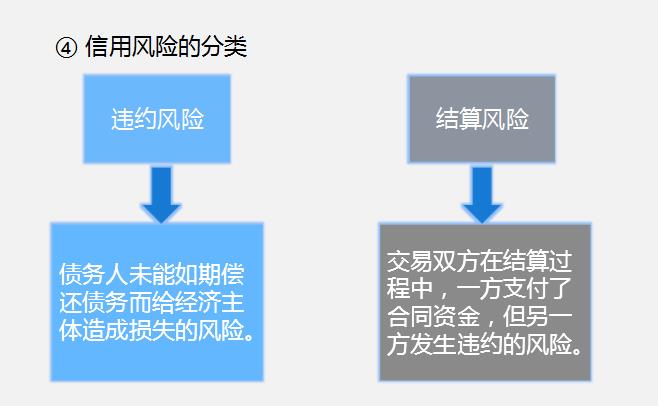 ④ 信用风险的分类
违约风险
结算风险
债务人未能如期偿
还债务而给经济主
体造成损失的风险。
交易双方在结算过
程中，一方支付了
合同资金，但另一
方发生违约的风险。